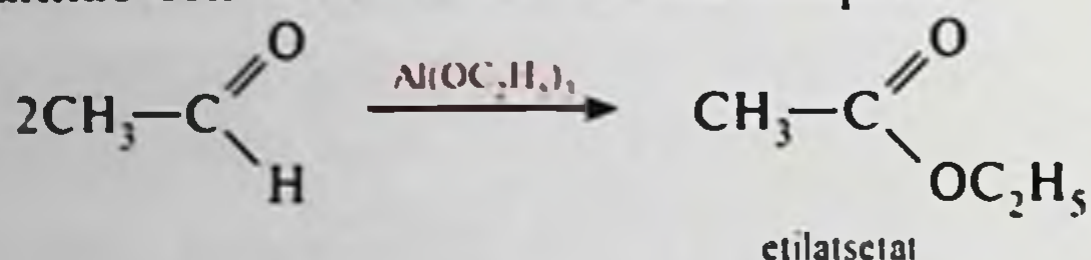 2CH₃—C(=O)H —Al(OC₂H₅)₃→ CH₃—C(=O)OC₂H₅
etilatsetat